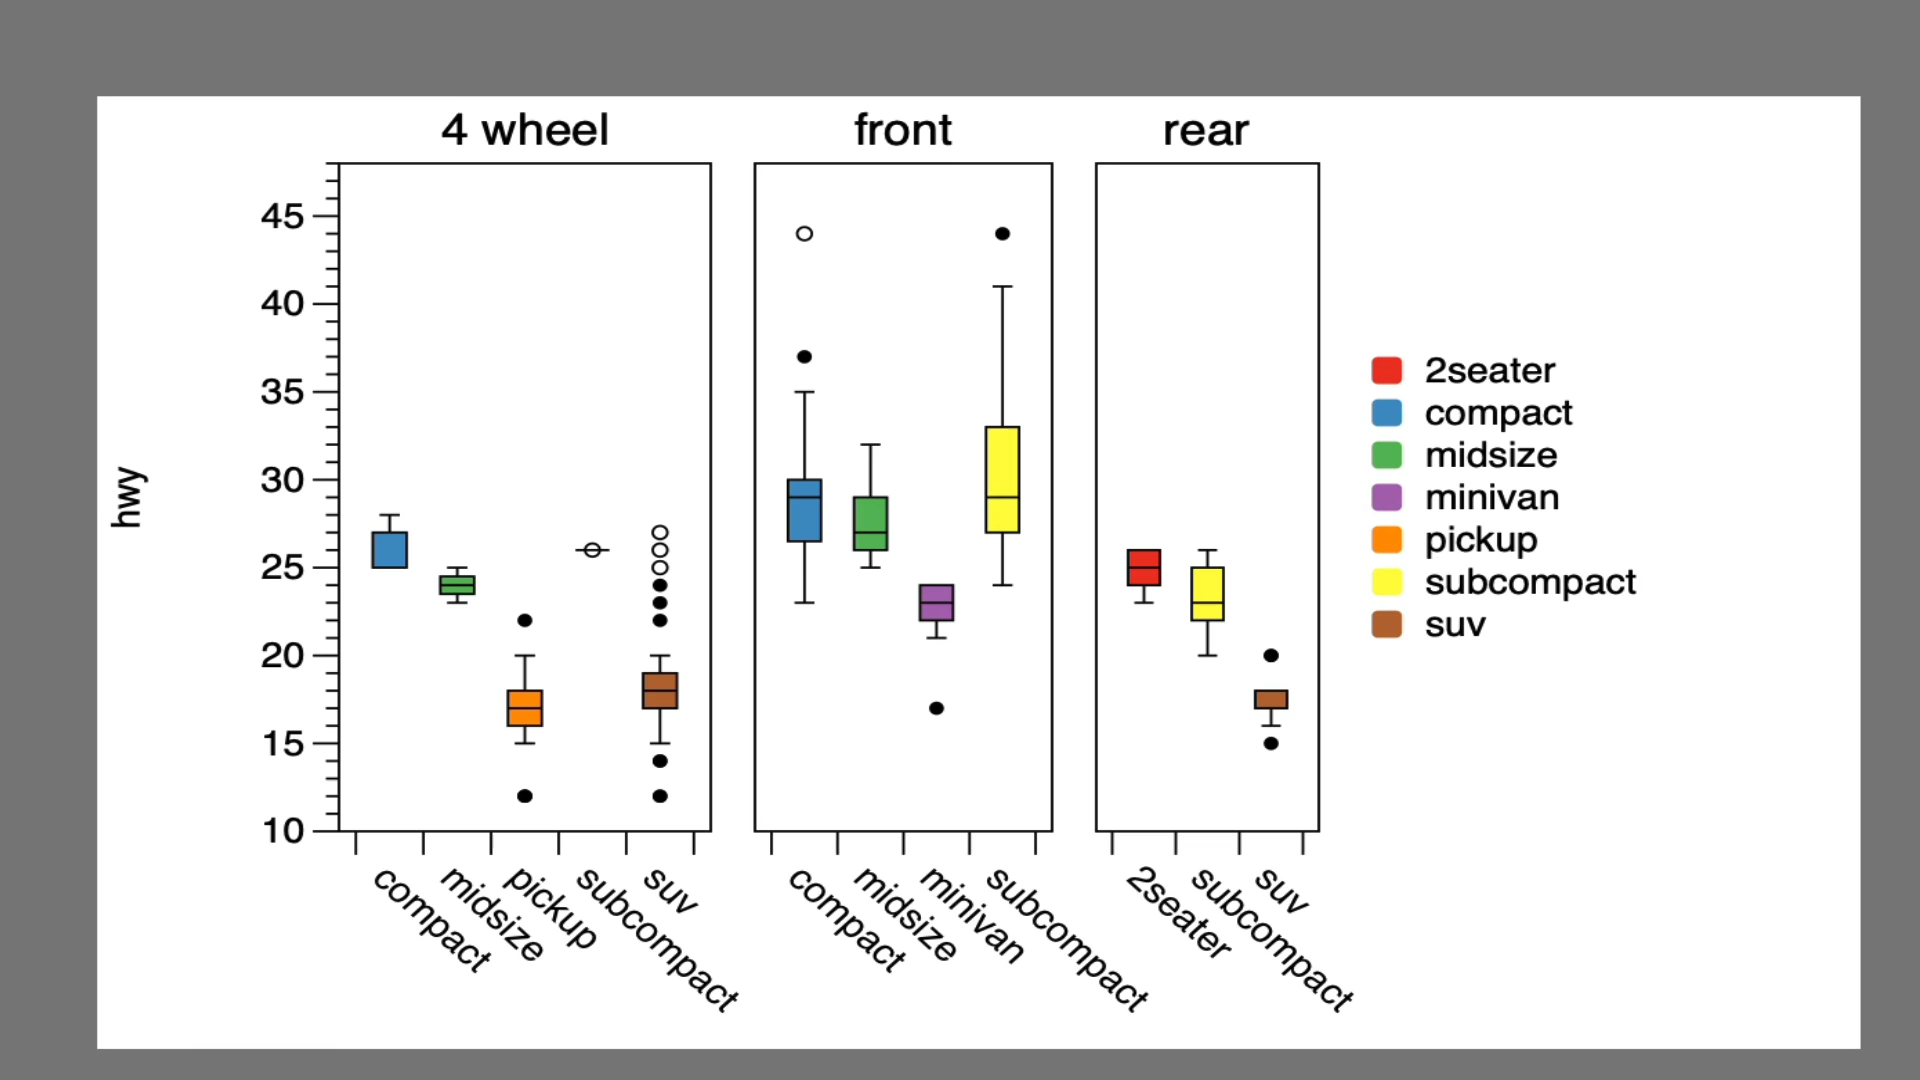 4 wheel
front
rear
hwy
45
40
35
30
25
20
15
10
compact
midsize
pickup
subcompact
suv
compact
midsize
minivan
subcompact
2seater
subcompact
suv
2seater
compact
midsize
minivan
pickup
subcompact
suv